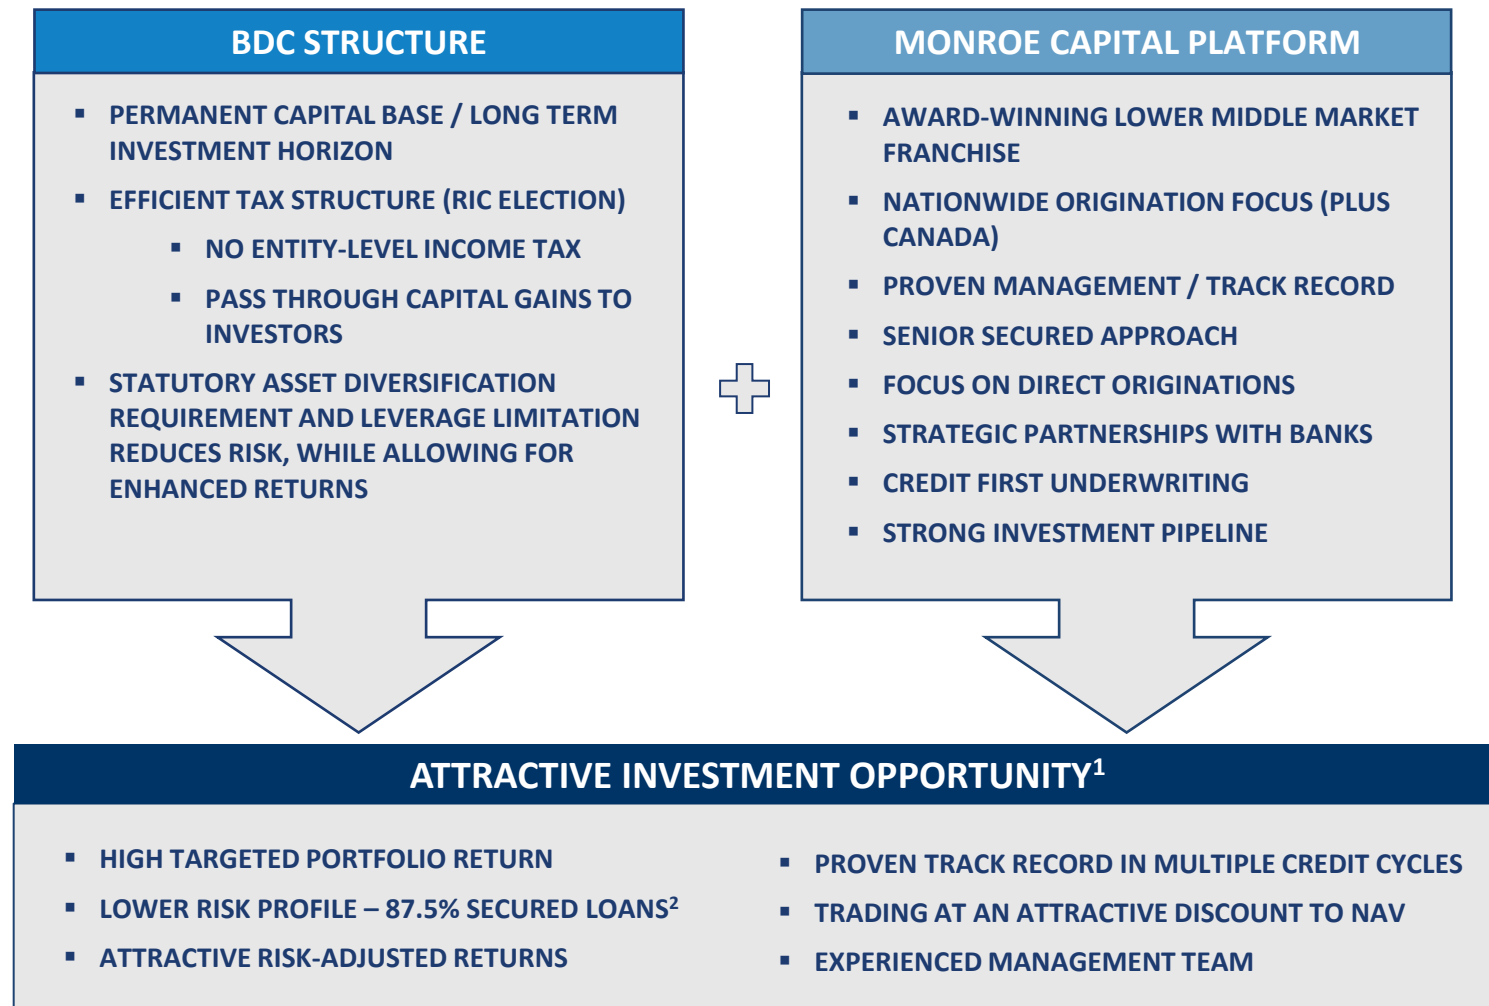 BDC STRUCTURE
▪ PERMANENT CAPITAL BASE / LONG TERM
INVESTMENT HORIZON
▪ EFFICIENT TAX STRUCTURE (RIC ELECTION)
▪ NO ENTITY-LEVEL INCOME TAX
▪ PASS THROUGH CAPITAL GAINS TO
INVESTORS
▪ STATUTORY ASSET DIVERSIFICATION
REQUIREMENT AND LEVERAGE LIMITATION
REDUCES RISK, WHILE ALLOWING FOR
ENHANCED RETURNS
MONROE CAPITAL PLATFORM
▪ AWARD-WINNING LOWER MIDDLE MARKET
FRANCHISE
▪ NATIONWIDE ORIGINATION FOCUS (PLUS
CANADA)
▪ PROVEN MANAGEMENT / TRACK RECORD
▪ SENIOR SECURED APPROACH
▪ FOCUS ON DIRECT ORIGINATIONS
▪ STRATEGIC PARTNERSHIPS WITH BANKS
▪ CREDIT FIRST UNDERWRITING
▪ STRONG INVESTMENT PIPELINE
ATTRACTIVE INVESTMENT OPPORTUNITY¹
▪ HIGH TARGETED PORTFOLIO RETURN
▪ LOWER RISK PROFILE – 87.5% SECURED LOANS²
▪ ATTRACTIVE RISK-ADJUSTED RETURNS
▪ PROVEN TRACK RECORD IN MULTIPLE CREDIT CYCLES
▪ TRADING AT AN ATTRACTIVE DISCOUNT TO NAV
▪ EXPERIENCED MANAGEMENT TEAM